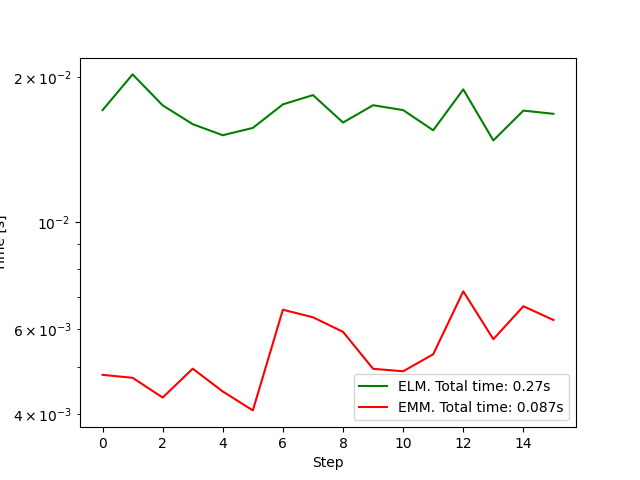 2 × 10⁻²
10⁻²
6 × 10⁻³
4 × 10⁻³
[s]
0 2 4 6 8 10 12 14
Step
ELM. Total time: 0.27s
EMM. Total time: 0.087s